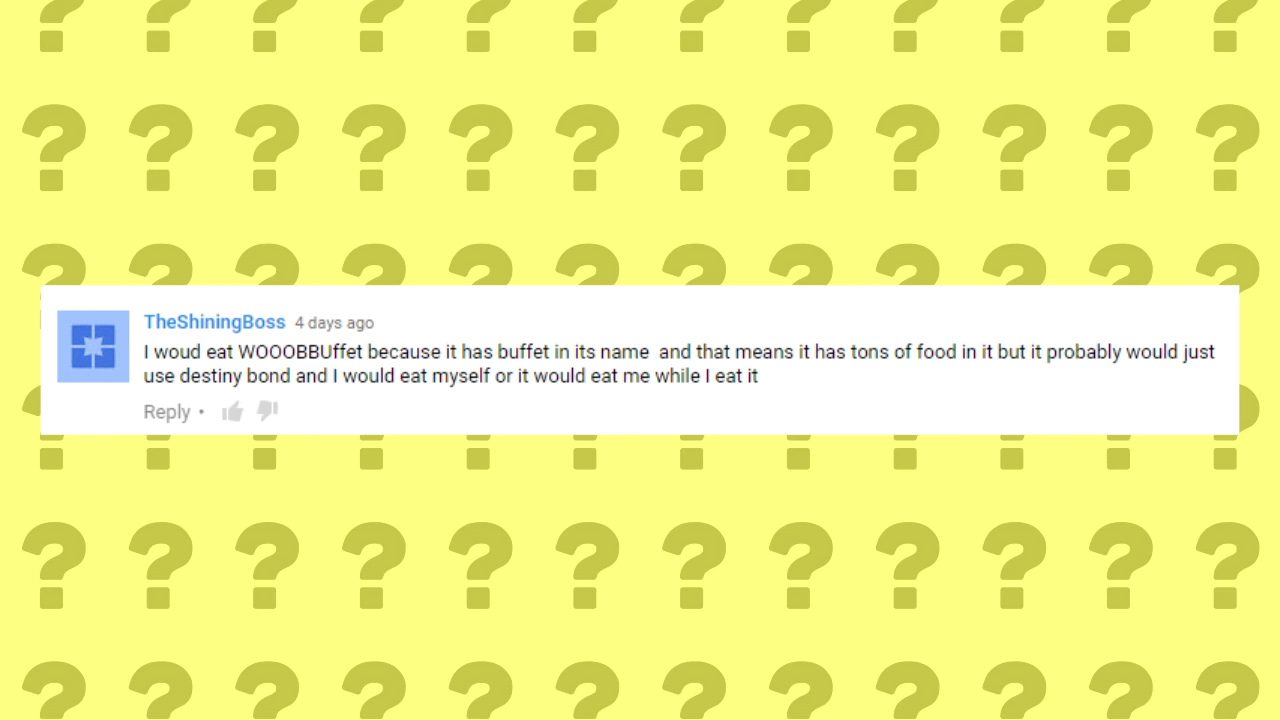 TheShiningBoss 4 days ago
I woud eat WOOOBBUffet because it has buffet in its name  and that means it has tons of food in it but it probably would just
use destiny bond and I would eat myself or it would eat me while I eat it
Reply •